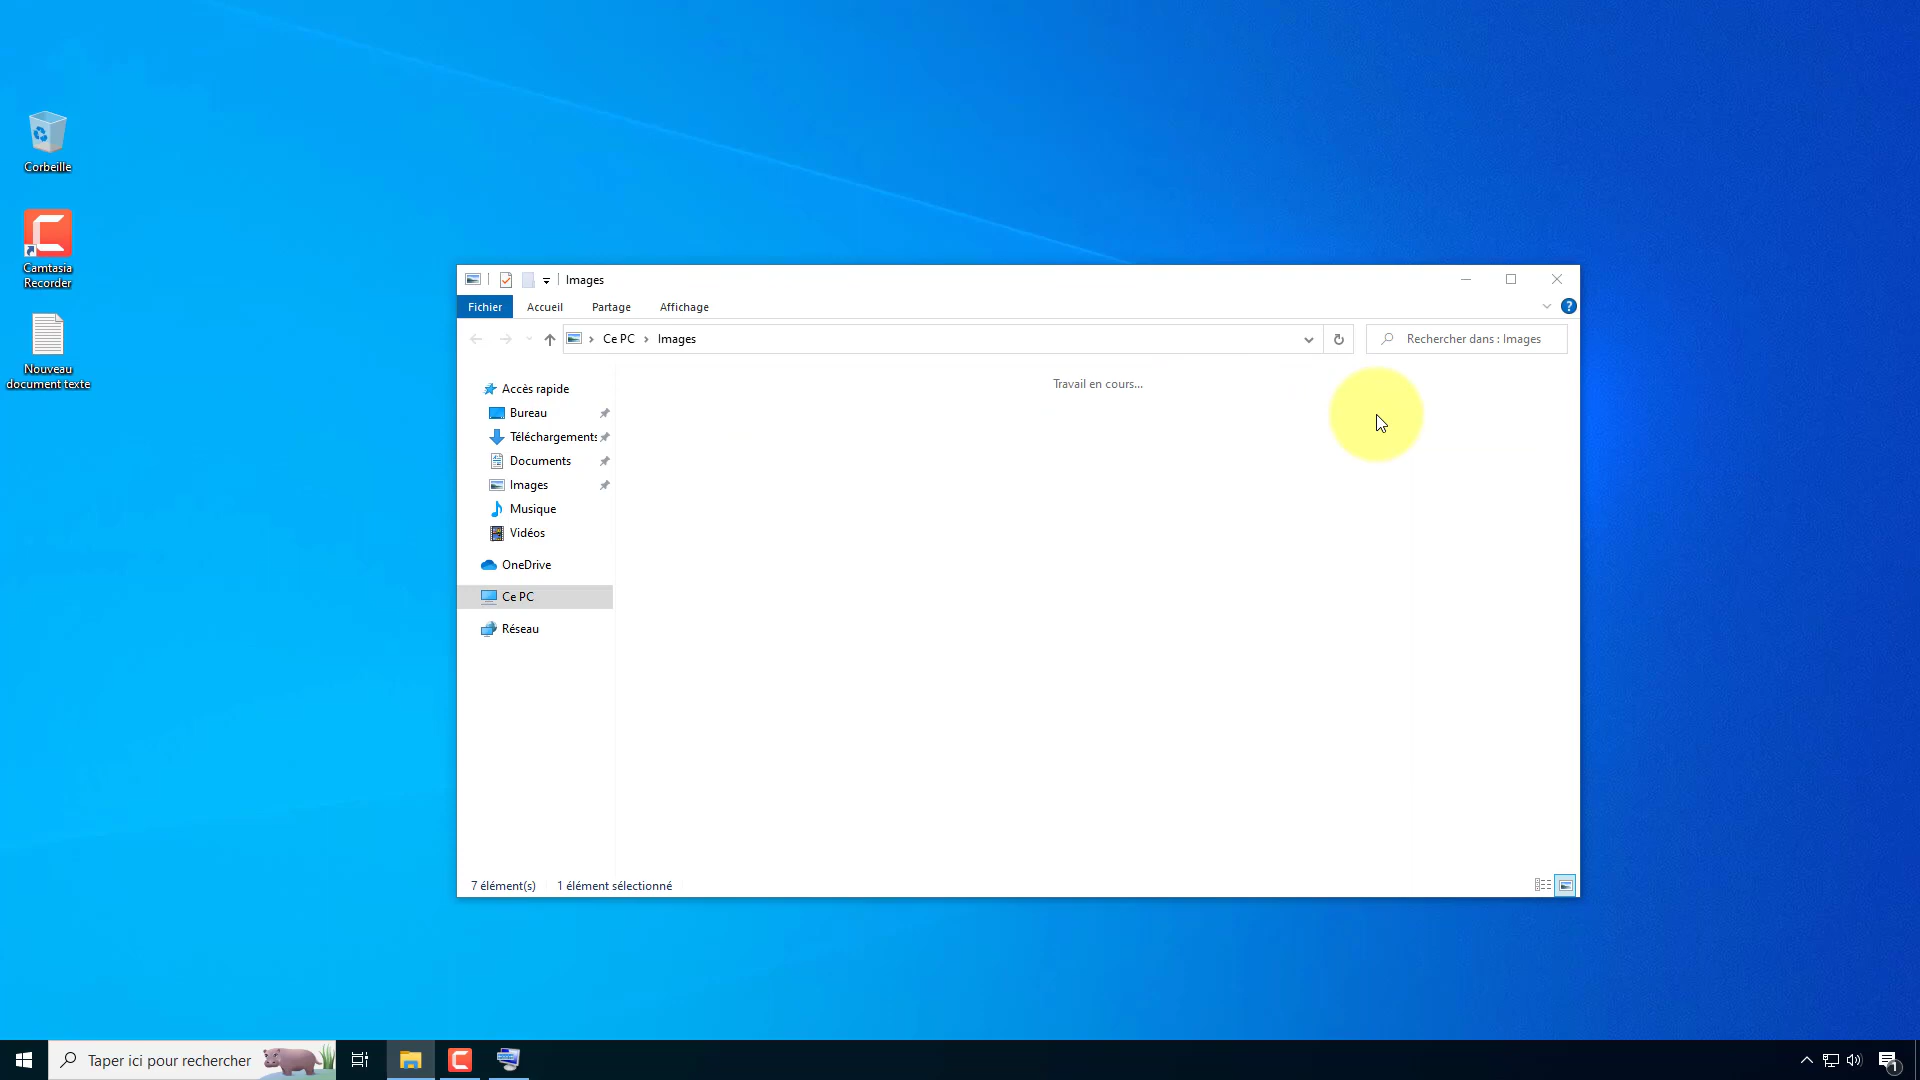 Corbeille
Camtasia
Recorder
Nouveau
document texte
Images
Fichier
Accueil
Partage
Affichage
?
Ce PC
Images
Rechercher dans : Images
Accès rapide
Bureau
Téléchargements
Documents
Images
Musique
Vidéos
OneDrive
Ce PC
Réseau
Travail en cours...
7 élément(s)
1 élément sélectionné
Taper ici pour rechercher
1